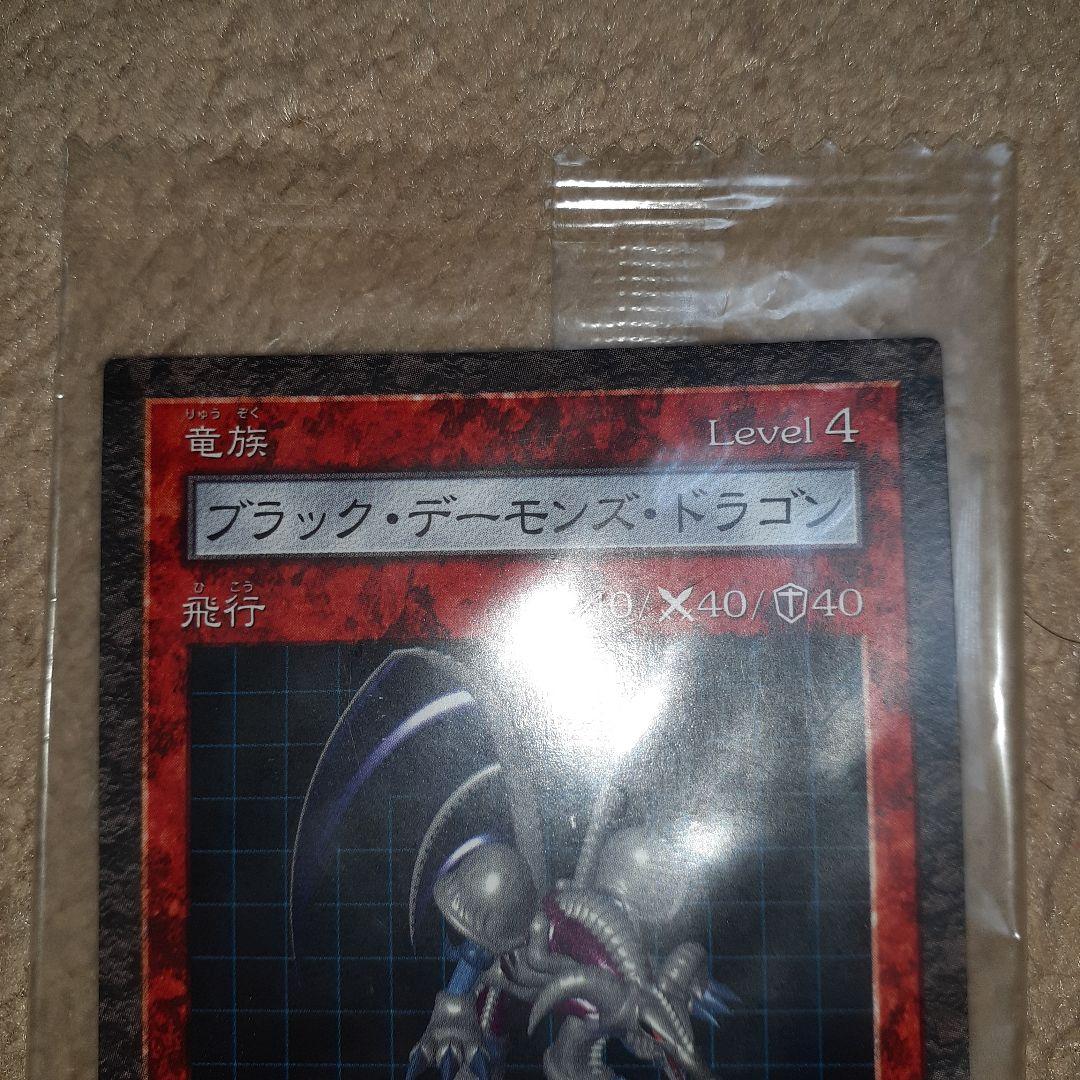 りゅう ぞく
竜族 Level 4
ブラック・デーモンズ・ドラゴン
ひ こう
飛行 40/ 40/ 40